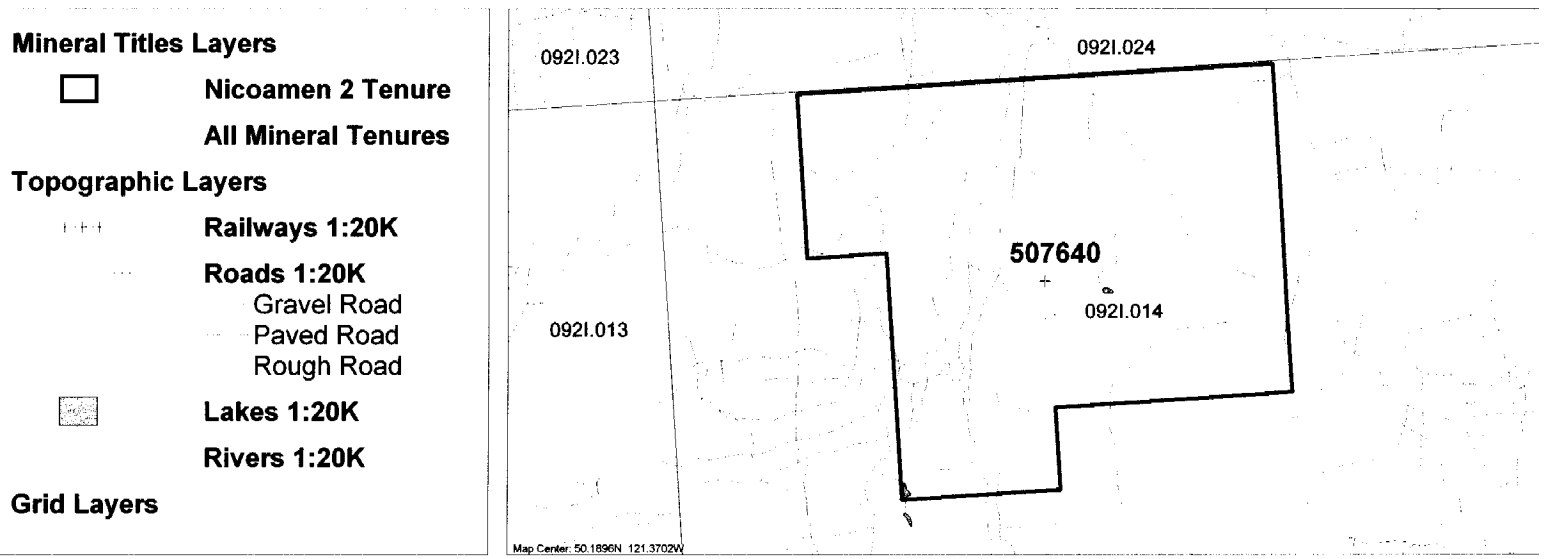 Mineral Titles Layers
Nicoamen 2 Tenure
All Mineral Tenures
Topographic Layers
Railways 1:20K
Roads 1:20K
Gravel Road
Paved Road
Rough Road
Lakes 1:20K
Rivers 1:20K
Grid Layers
092I.023
092I.024
507640
092I.014
092I.013
Map Center: 50.1896N 121.3702W